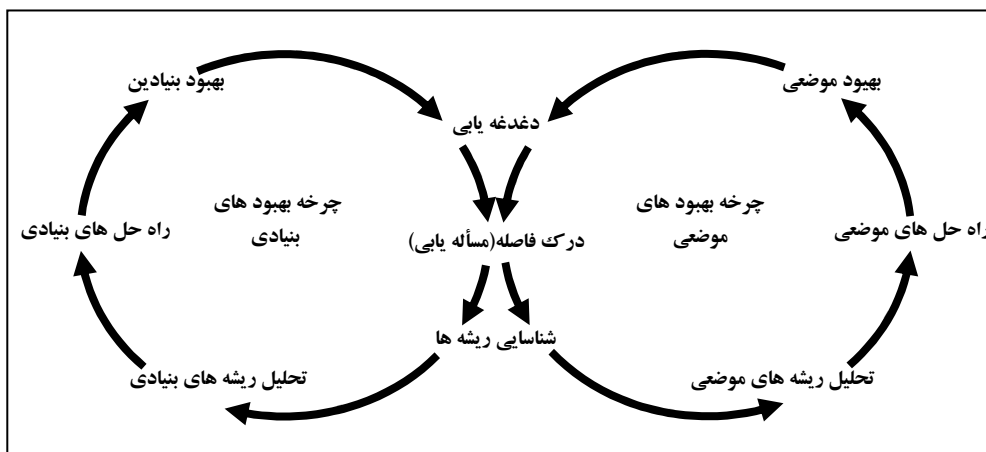 بهبود موضعی
بهبود بنیادین
دغدغه یابی
چرخه بهبود های
موضعی
چرخه بهبود های
بنیادی
راه حل های موضعی
درک فاصله(مسأله یابی)
راه حل های بنیادی
شناسایی ریشه ها
تحلیل ریشه های موضعی
تحلیل ریشه های بنیادی